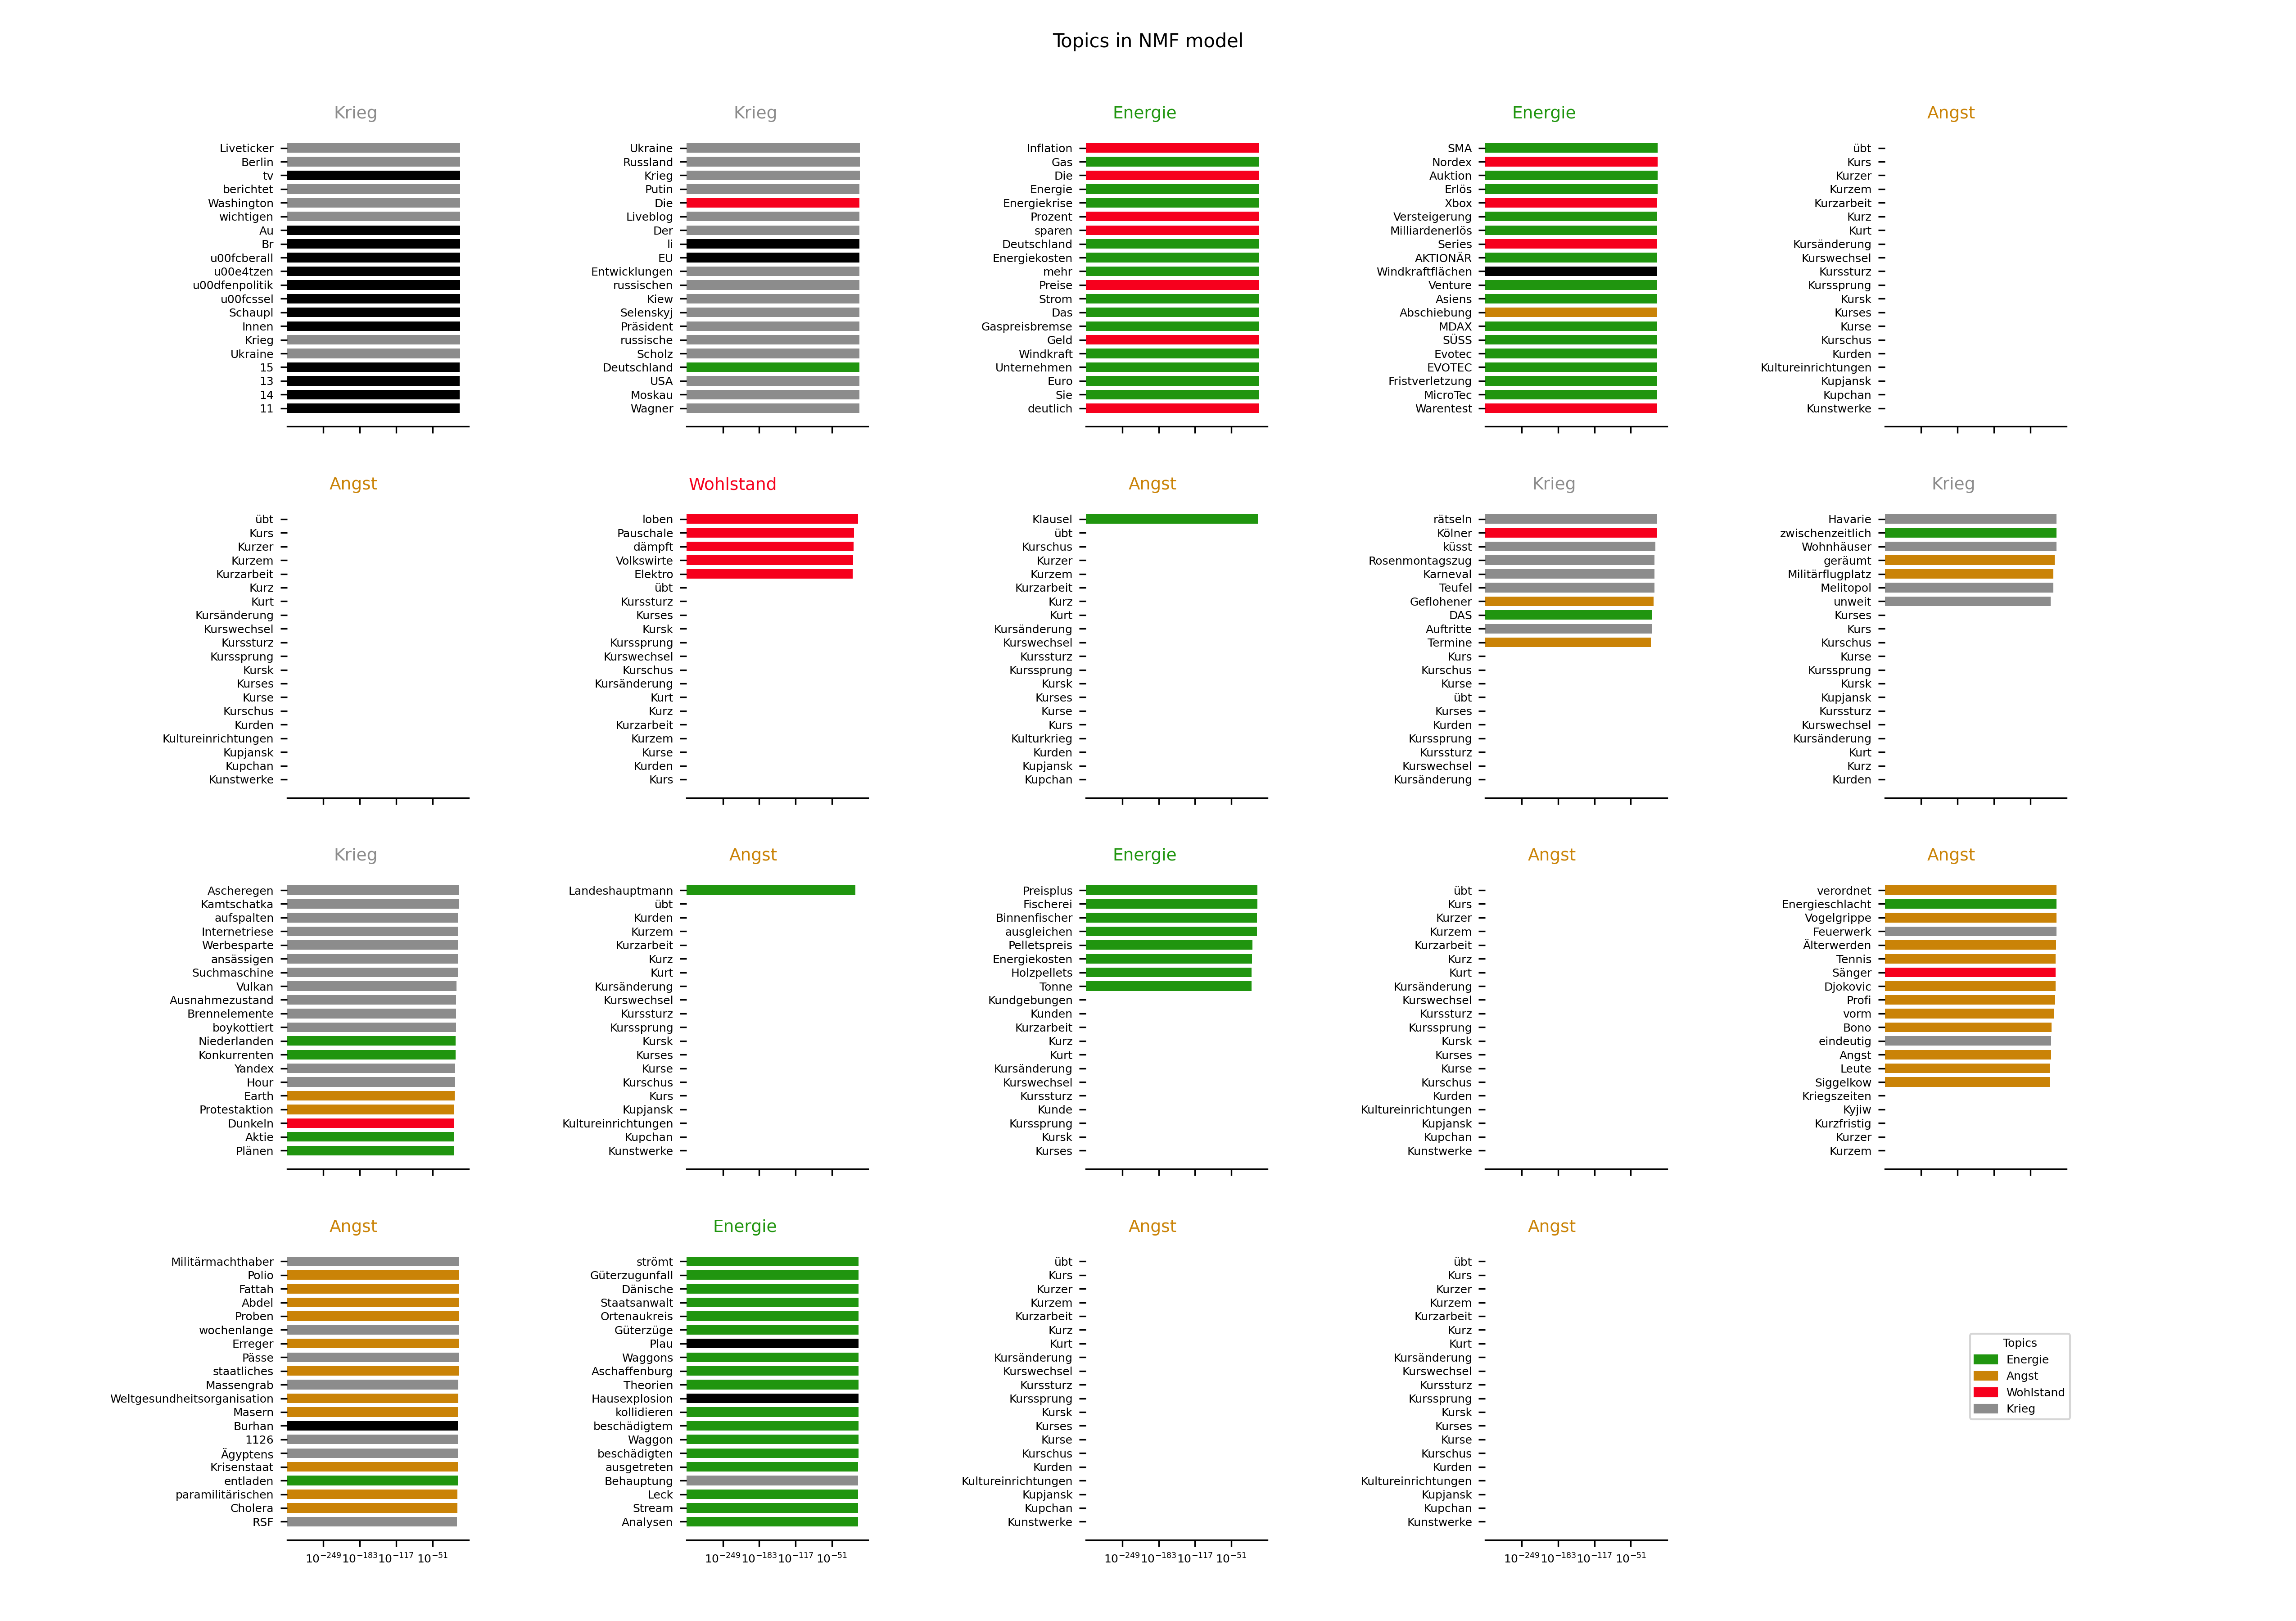 Topics in NMF model
Krieg
Liveticker
Berlin
tv
berichtet
Washington
wichtigen
Au
Br
u00fcberall
u00e4tzen
u00dfenpolitik
u00fcssel
Schaupl
Innen
Krieg
Ukraine
15
13
14
11
Krieg
Ukraine
Russland
Krieg
Putin
Die
Liveblog
Der
li
EU
Entwicklungen
russischen
Kiew
Selenskyj
Präsident
russische
Scholz
Deutschland
USA
Moskau
Wagner
Energie
Inflation
Gas
Die
Energie
Energiekrise
Prozent
sparen
Deutschland
Energiekosten
mehr
Preise
Strom
Das
Gaspreisbremse
Geld
Windkraft
Unternehmen
Euro
Sie
deutlich
Energie
SMA
Nordex
Auktion
Erlös
Xbox
Versteigerung
Milliardenerlös
Series
AKTIONÄR
Windkraftflächen
Venture
Asiens
Abschiebung
MDAX
SÜSS
Evotec
EVOTEC
Fristverletzung
MicroTec
Warentest
Angst
übt
Kurs
Kurzer
Kurzem
Kurzarbeit
Kurz
Kurt
Kursänderung
Kurswechsel
Kurssturz
Kurssprung
Kursk
Kurses
Kurse
Kurschus
Kurden
Kultureinrichtungen
Kupjansk
Kupchan
Kunstwerke
Angst
übt
Kurs
Kurzer
Kurzem
Kurzarbeit
Kurz
Kurt
Kursänderung
Kurswechsel
Kurssturz
Kurssprung
Kursk
Kurses
Kurse
Kurschus
Kurden
Kultureinrichtungen
Kupjansk
Kupchan
Kunstwerke
Wohlstand
loben
Pauschale
dämpft
Volkswirte
Elektro
übt
Kurssturz
Kurses
Kursk
Kurssprung
Kurswechsel
Kurschus
Kursänderung
Kurt
Kurz
Kurzarbeit
Kurzem
Kurse
Kurden
Kurs
Angst
Klausel
übt
Kurschus
Kurzer
Kurzem
Kurzarbeit
Kurz
Kurt
Kursänderung
Kurswechsel
Kurssturz
Kurssprung
Kursk
Kurses
Kurse
Kurs
Kulturkrieg
Kurden
Kupjansk
Kupchan
Krieg
rätseln
Kölner
küsst
Rosenmontagszug
Karneval
Teufel
Geflohener
DAS
Auftritte
Termine
Kurs
Kurschus
Kurse
übt
Kurses
Kurden
Kurssprung
Kurssturz
Kurswechsel
Kursänderung
Krieg
Havarie
zwischenzeitlich
Wohnhäuser
geräumt
Militärflugplatz
Melitopol
unweit
Kurses
Kurs
Kurschus
Kurse
Kurssprung
Kursk
Kupjansk
Kurssturz
Kurswechsel
Kursänderung
Kurt
Kurz
Kurden
Krieg
Ascheregen
Kamtschatka
aufspalten
Internetriese
Werbesparte
ansässigen
Suchmaschine
Vulkan
Ausnahmezustand
Brennelemente
boykottiert
Niederlanden
Konkurrenten
Yandex
Hour
Earth
Protestaktion
Dunkeln
Aktie
Plänen
Angst
Landeshauptmann
übt
Kurden
Kurzem
Kurzarbeit
Kurz
Kurt
Kursänderung
Kurswechsel
Kurssturz
Kurssprung
Kursk
Kurses
Kurse
Kurschus
Kurs
Kupjansk
Kultureinrichtungen
Kupchan
Kunstwerke
Energie
Preisplus
Fischerei
Binnenfischer
ausgleichen
Pelletspreis
Energiekosten
Holzpellets
Tonne
Kundgebungen
Kunden
Kurzarbeit
Kurz
Kurt
Kursänderung
Kurswechsel
Kurssturz
Kunde
Kurssprung
Kursk
Kurses
Angst
übt
Kurs
Kurzer
Kurzem
Kurzarbeit
Kurz
Kurt
Kursänderung
Kurswechsel
Kurssturz
Kurssprung
Kursk
Kurses
Kurse
Kurschus
Kurden
Kultureinrichtungen
Kupjansk
Kupchan
Kunstwerke
Angst
verordnet
Energieschlacht
Vogelgrippe
Feuerwerk
Älterwerden
Tennis
Sänger
Djokovic
Profi
vorm
Bono
eindeutig
Angst
Leute
Siggelkow
Kriegszeiten
Kyjiw
Kurzfristig
Kurzer
Kurzem
Angst
Militärmachthaber
Polio
Fattah
Abdel
Proben
wochenlange
Erreger
Pässe
staatliches
Massengrab
Weltgesundheitsorganisation
Masern
Burhan
1126
Ägyptens
Krisenstaat
entladen
paramilitärischen
Cholera
RSF
10⁻²⁴⁹ 10⁻¹⁸³ 10⁻¹¹⁷ 10⁻⁵¹
Energie
strömt
Güterzugunfall
Dänische
Staatsanwalt
Ortenaukreis
Güterzüge
Plau
Waggons
Aschaffenburg
Theorien
Hausexplosion
kollidieren
beschädigtem
Waggon
beschädigten
ausgetreten
Behauptung
Leck
Stream
Analysen
10⁻²⁴⁹ 10⁻¹⁸³ 10⁻¹¹⁷ 10⁻⁵¹
Angst
übt
Kurs
Kurzer
Kurzem
Kurzarbeit
Kurz
Kurt
Kursänderung
Kurswechsel
Kurssturz
Kurssprung
Kursk
Kurses
Kurse
Kurschus
Kurden
Kultureinrichtungen
Kupjansk
Kupchan
Kunstwerke
10⁻²⁴⁹ 10⁻¹⁸³ 10⁻¹¹⁷ 10⁻⁵¹
Angst
übt
Kurs
Kurzer
Kurzem
Kurzarbeit
Kurz
Kurt
Kursänderung
Kurswechsel
Kurssturz
Kurssprung
Kursk
Kurses
Kurse
Kurschus
Kurden
Kultureinrichtungen
Kupjansk
Kupchan
Kunstwerke
10⁻²⁴⁹ 10⁻¹⁸³ 10⁻¹¹⁷ 10⁻⁵¹
Topics
Energie
Angst
Wohlstand
Krieg